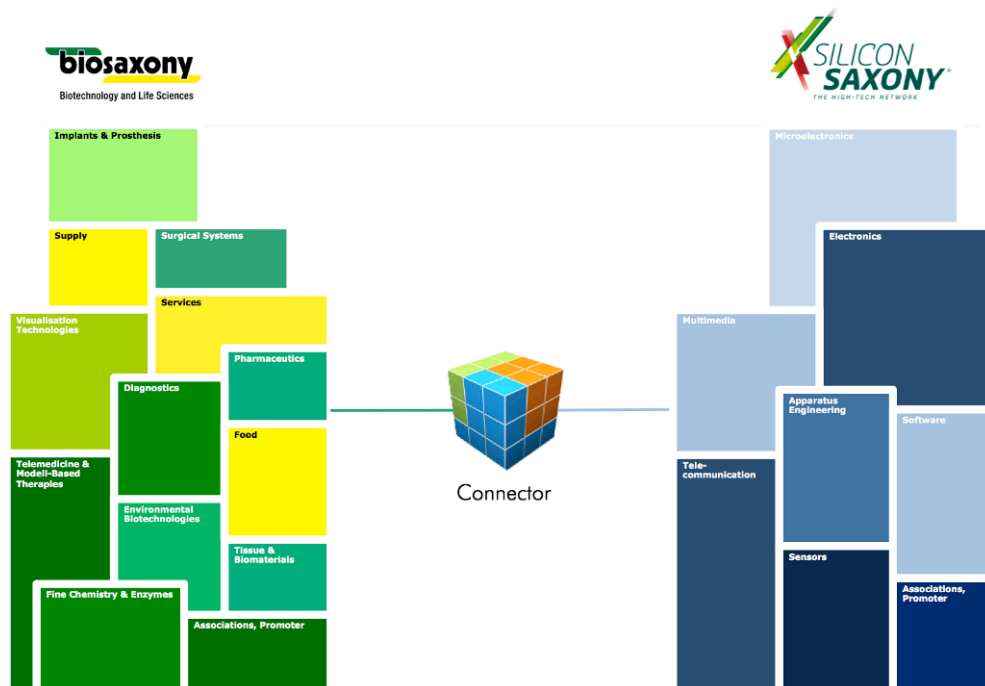 biosaxony
Biotechnology and Life Sciences
SILICON
SAXONY
THE HIGH-TECH NETWORK
Implants & Prosthesis
Supply
Surgical Systems
Services
Visualisation
Technologies
Pharmaceutics
Diagnostics
Food
Telemedicine &
Modell-Based
Therapies
Environmental
Biotechnologies
Tissue &
Biomaterials
Fine Chemistry & Enzymes
Associations, Promoter
Connector
Microelectronics
Electronics
Multimedia
Apparatus
Engineering
Software
Tele-
communication
Sensors
Associations,
Promoter